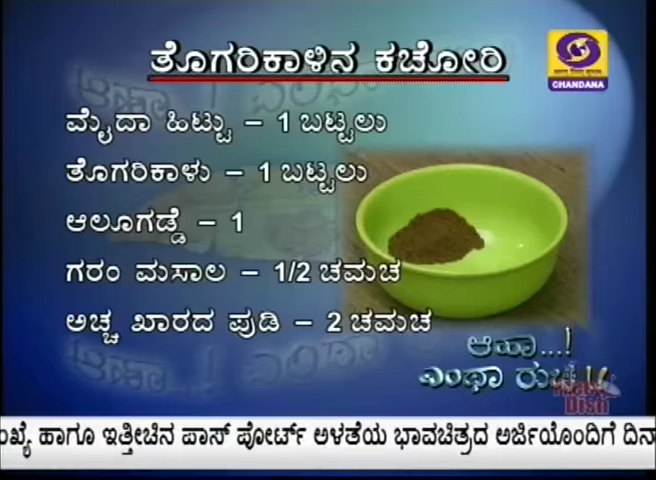 ತೊಗರಿಕಾಳಿನ ಕಚೋರಿ
CHANDANA
ಮೈದಾ ಹಿಟ್ಟು – 1 ಬಟ್ಟಲು
ತೊಗರಿಕಾಳು – 1 ಬಟ್ಟಲು
ಆಲೂಗಡ್ಡೆ – 1
ಗರಂ ಮಸಾಲ – 1/2 ಚಮಚ
ಅಚ್ಚ ಖಾರದ ಪುಡಿ – 2 ಚಮಚ
ಆಹಾ...!
ಎಂಥಾ ರುಚಿ !!
Dish
ಹಾಗೂ ಇತ್ತೀಚಿನ ಪಾಸ್ ಪೋರ್ಟ್ ಅಳತೆಯ ಭಾವಚಿತ್ರದ ಅರ್ಜಿಯೊಂದಿಗೆ